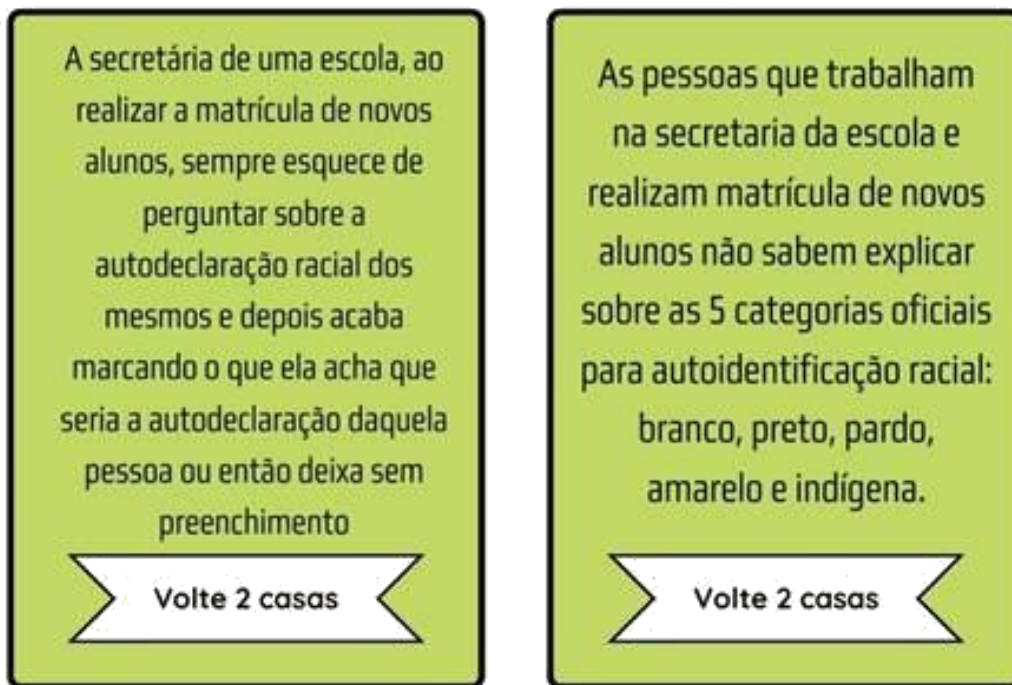 A secretária de uma escola, ao
realizar a matrícula de novos
alunos, sempre esquece de
perguntar sobre a
autodeclaração racial dos
mesmos e depois acaba
marcando o que ela acha que
seria a autodeclaração daquela
pessoa ou então deixa sem
preenchimento
Volte 2 casas
As pessoas que trabalham
na secretaria da escola e
realizam matrícula de novos
alunos não sabem explicar
sobre as 5 categorias oficiais
para autoidentificação racial:
branco, preto, pardo,
amarelo e indígena.
Volte 2 casas